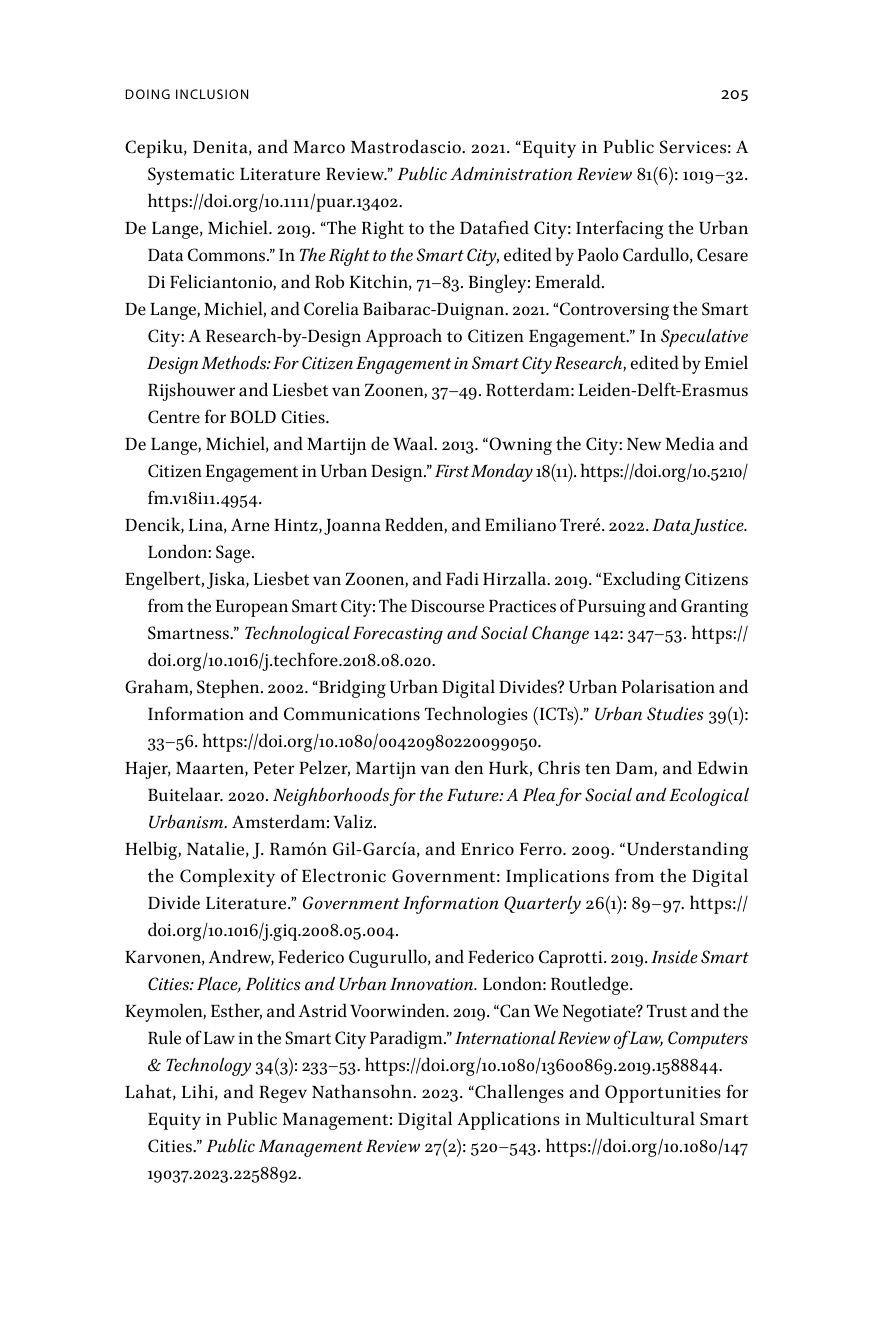 DOING INCLUSION 205
Cepiku, Denita, and Marco Mastrodascio. 2021. “Equity in Public Services: A
Systematic Literature Review.” Public Administration Review 81(6): 1019–32.
https://doi.org/10.1111/puar.13402.
De Lange, Michiel. 2019. “The Right to the Datafied City: Interfacing the Urban
Data Commons.” In The Right to the Smart City, edited by Paolo Cardullo, Cesare
Di Feliciantonio, and Rob Kitchin, 71–83. Bingley: Emerald.
De Lange, Michiel, and Corelia Baibarac-Duignan. 2021. “Controversing the Smart
City: A Research-by-Design Approach to Citizen Engagement.” In Speculative
Design Methods: For Citizen Engagement in Smart City Research, edited by Emiel
Rijshouwer and Liesbet van Zoonen, 37–49. Rotterdam: Leiden-Delft-Erasmus
Centre for BOLD Cities.
De Lange, Michiel, and Martijn de Waal. 2013. “Owning the City: New Media and
Citizen Engagement in Urban Design.” First Monday 18(11). https://doi.org/10.5210/
fm.v18i11.4954.
Dencik, Lina, Arne Hintz, Joanna Redden, and Emiliano Treré. 2022. Data Justice.
London: Sage.
Engelbert, Jiska, Liesbet van Zoonen, and Fadi Hirzalla. 2019. “Excluding Citizens
from the European Smart City: The Discourse Practices of Pursuing and Granting
Smartness.” Technological Forecasting and Social Change 142: 347–53. https://
doi.org/10.1016/j.techfore.2018.08.020.
Graham, Stephen. 2002. “Bridging Urban Digital Divides? Urban Polarisation and
Information and Communications Technologies (ICTs).” Urban Studies 39(1):
33–56. https://doi.org/10.1080/00420980220099050.
Hajer, Maarten, Peter Pelzer, Martijn van den Hurk, Chris ten Dam, and Edwin
Buitelaar. 2020. Neighborhoods for the Future: A Plea for Social and Ecological
Urbanism. Amsterdam: Valiz.
Helbig, Natalie, J. Ramón Gil-García, and Enrico Ferro. 2009. “Understanding
the Complexity of Electronic Government: Implications from the Digital
Divide Literature.” Government Information Quarterly 26(1): 89–97. https://
doi.org/10.1016/j.giq.2008.05.004.
Karvonen, Andrew, Federico Cugurullo, and Federico Caprotti. 2019. Inside Smart
Cities: Place, Politics and Urban Innovation. London: Routledge.
Keymolen, Esther, and Astrid Voorwinden. 2019. “Can We Negotiate? Trust and the
Rule of Law in the Smart City Paradigm.” International Review of Law, Computers
& Technology 34(3): 233–53. https://doi.org/10.1080/13600869.2019.1588844.
Lahat, Lihi, and Regev Nathansohn. 2023. “Challenges and Opportunities for
Equity in Public Management: Digital Applications in Multicultural Smart
Cities.” Public Management Review 27(2): 520–543. https://doi.org/10.1080/147
19037.2023.2258892.